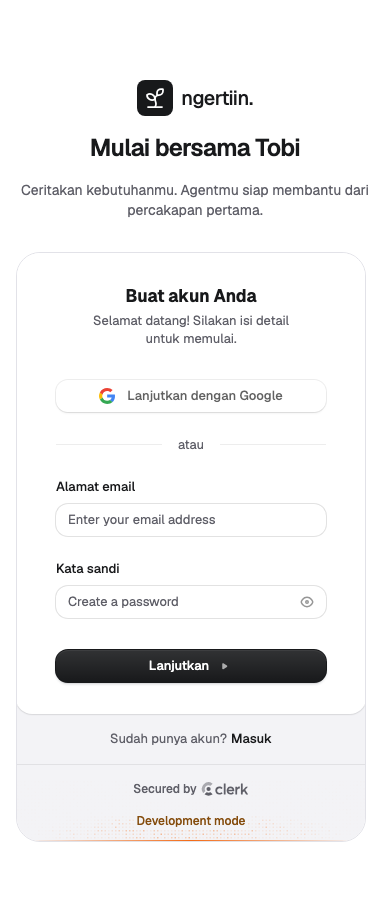 ngertiin.
Mulai bersama Tobi
Ceritakan kebutuhanmu. Agentmu siap membantu dari
percakapan pertama.
Buat akun Anda
Selamat datang! Silakan isi detail
untuk memulai.
Lanjutkan dengan Google
atau
Alamat email
Enter your email address
Kata sandi
Create a password
Lanjutkan
Sudah punya akun? Masuk
Secured by clerk
Development mode